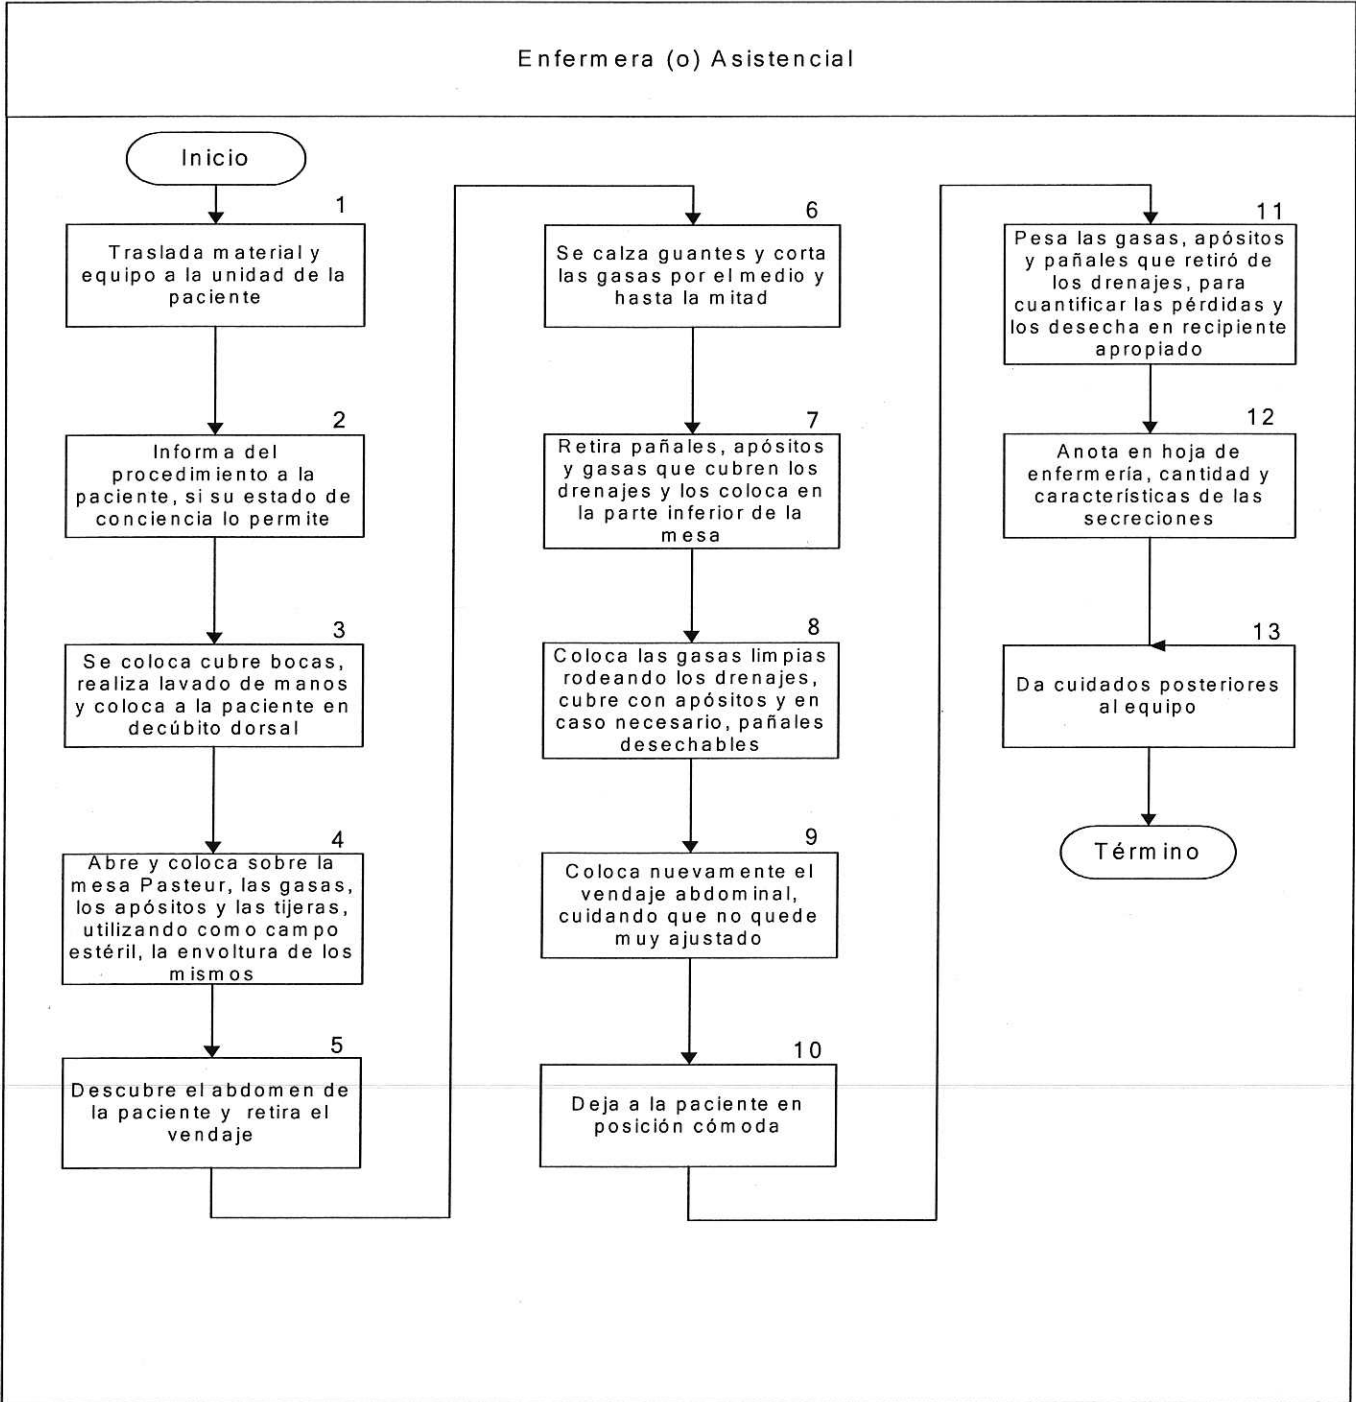 Enfermera (o) Asistencial
Inicio
1
Traslada material y
equipo a la unidad de la
paciente
2
Informa del
procedimiento a la
paciente, si su estado de
conciencia lo permite
3
Se coloca cubre bocas,
realiza lavado de manos
y coloca a la paciente en
decúbito dorsal
4
Abre y coloca sobre la
mesa Pasteur, las gasas,
los apósitos y las tijeras,
utilizando como campo
estéril, la envoltura de los
mismos
5
Descubre el abdomen de
la paciente y retira el
vendaje
6
Se calza guantes y corta
las gasas por el medio y
hasta la mitad
7
Retira pañales, apósitos
y gasas que cubren los
drenajes y los coloca en
la parte inferior de la
mesa
8
Coloca las gasas limpias
rodeando los drenajes,
cubre con apósitos y en
caso necesario, pañales
desechables
9
Coloca nuevamente el
vendaje abdominal,
cuidando que no quede
muy ajustado
10
Deja a la paciente en
posición cómoda
11
Pesa las gasas, apósitos
y pañales que retiró de
los drenajes, para
cuantificar las pérdidas y
los desecha en recipiente
apropiado
12
Anota en hoja de
enfermería, cantidad y
características de las
secreciones
13
Da cuidados posteriores
al equipo
Término